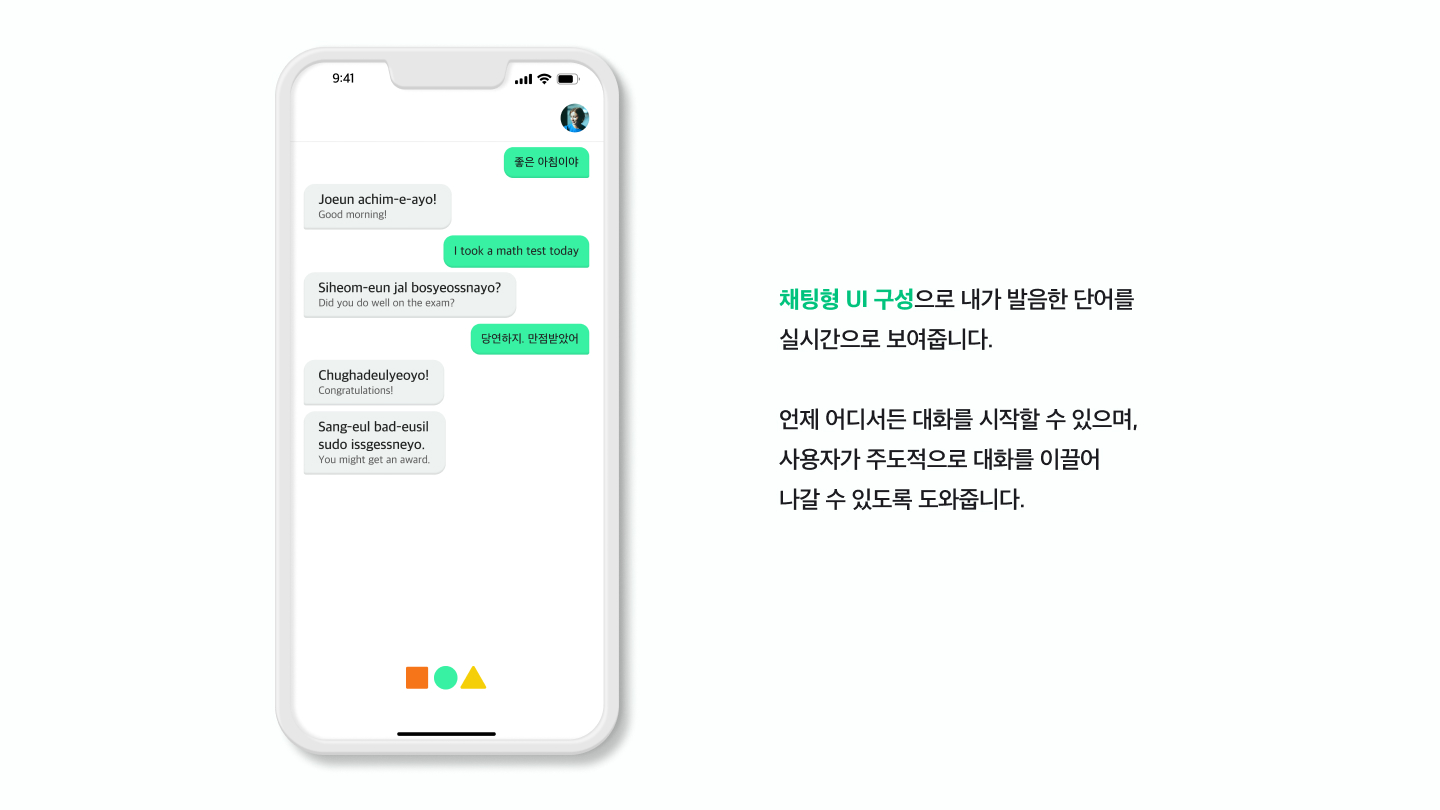 9:41
좋은 아침이야
Joeun achim-e-ayo!
Good morning!
I took a math test today
Siheom-eun jal bosyeossnayo?
Did you do well on the exam?
당연하지. 만점받았어
Chughadeulyeoyo!
Congratulations!
Sang-eul bad-eusil
sudo issgessneyo.
You might get an award.
채팅형 UI 구성으로 내가 발음한 단어를
실시간으로 보여줍니다.
언제 어디서든 대화를 시작할 수 있으며,
사용자가 주도적으로 대화를 이끌어
나갈 수 있도록 도와줍니다.